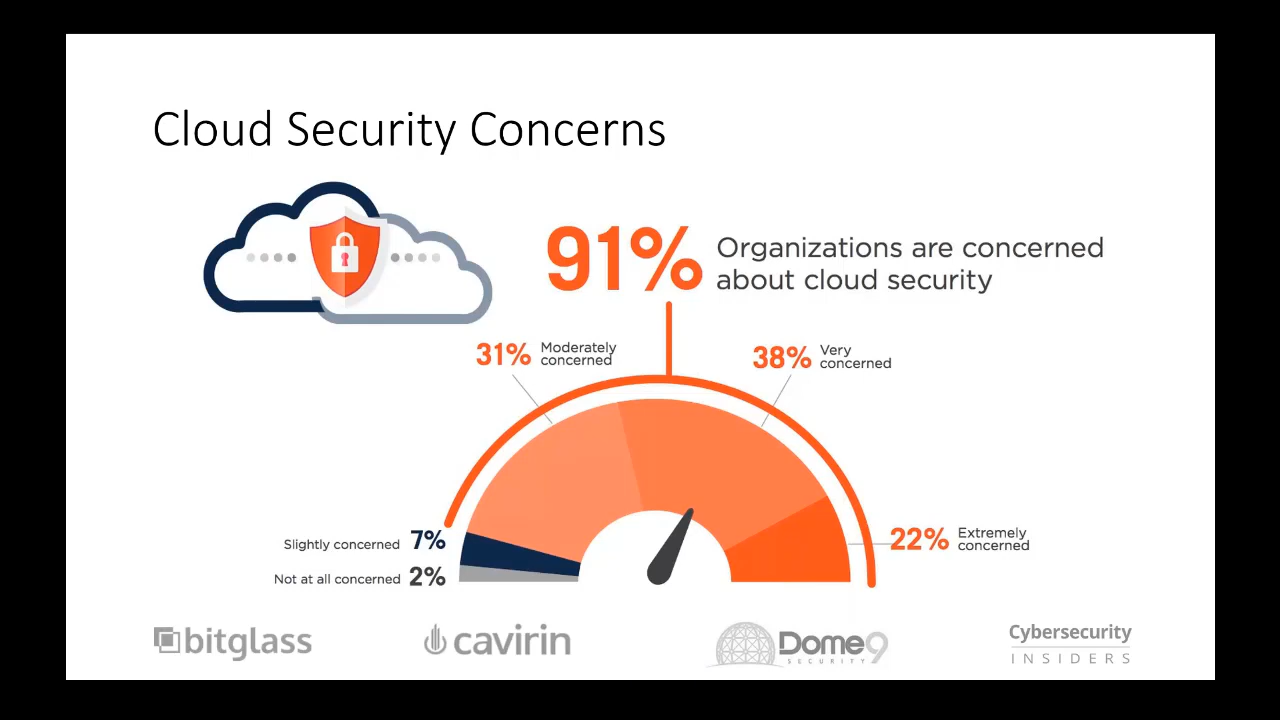 Cloud Security Concerns
91%
Organizations are concerned
about cloud security
31%
Moderately
concerned
38%
Very
concerned
Slightly concerned 7%
Not at all concerned 2%
22%
Extremely
concerned
bitglass
cavirin
Dome9
SECURITY
Cybersecurity
INSIDERS